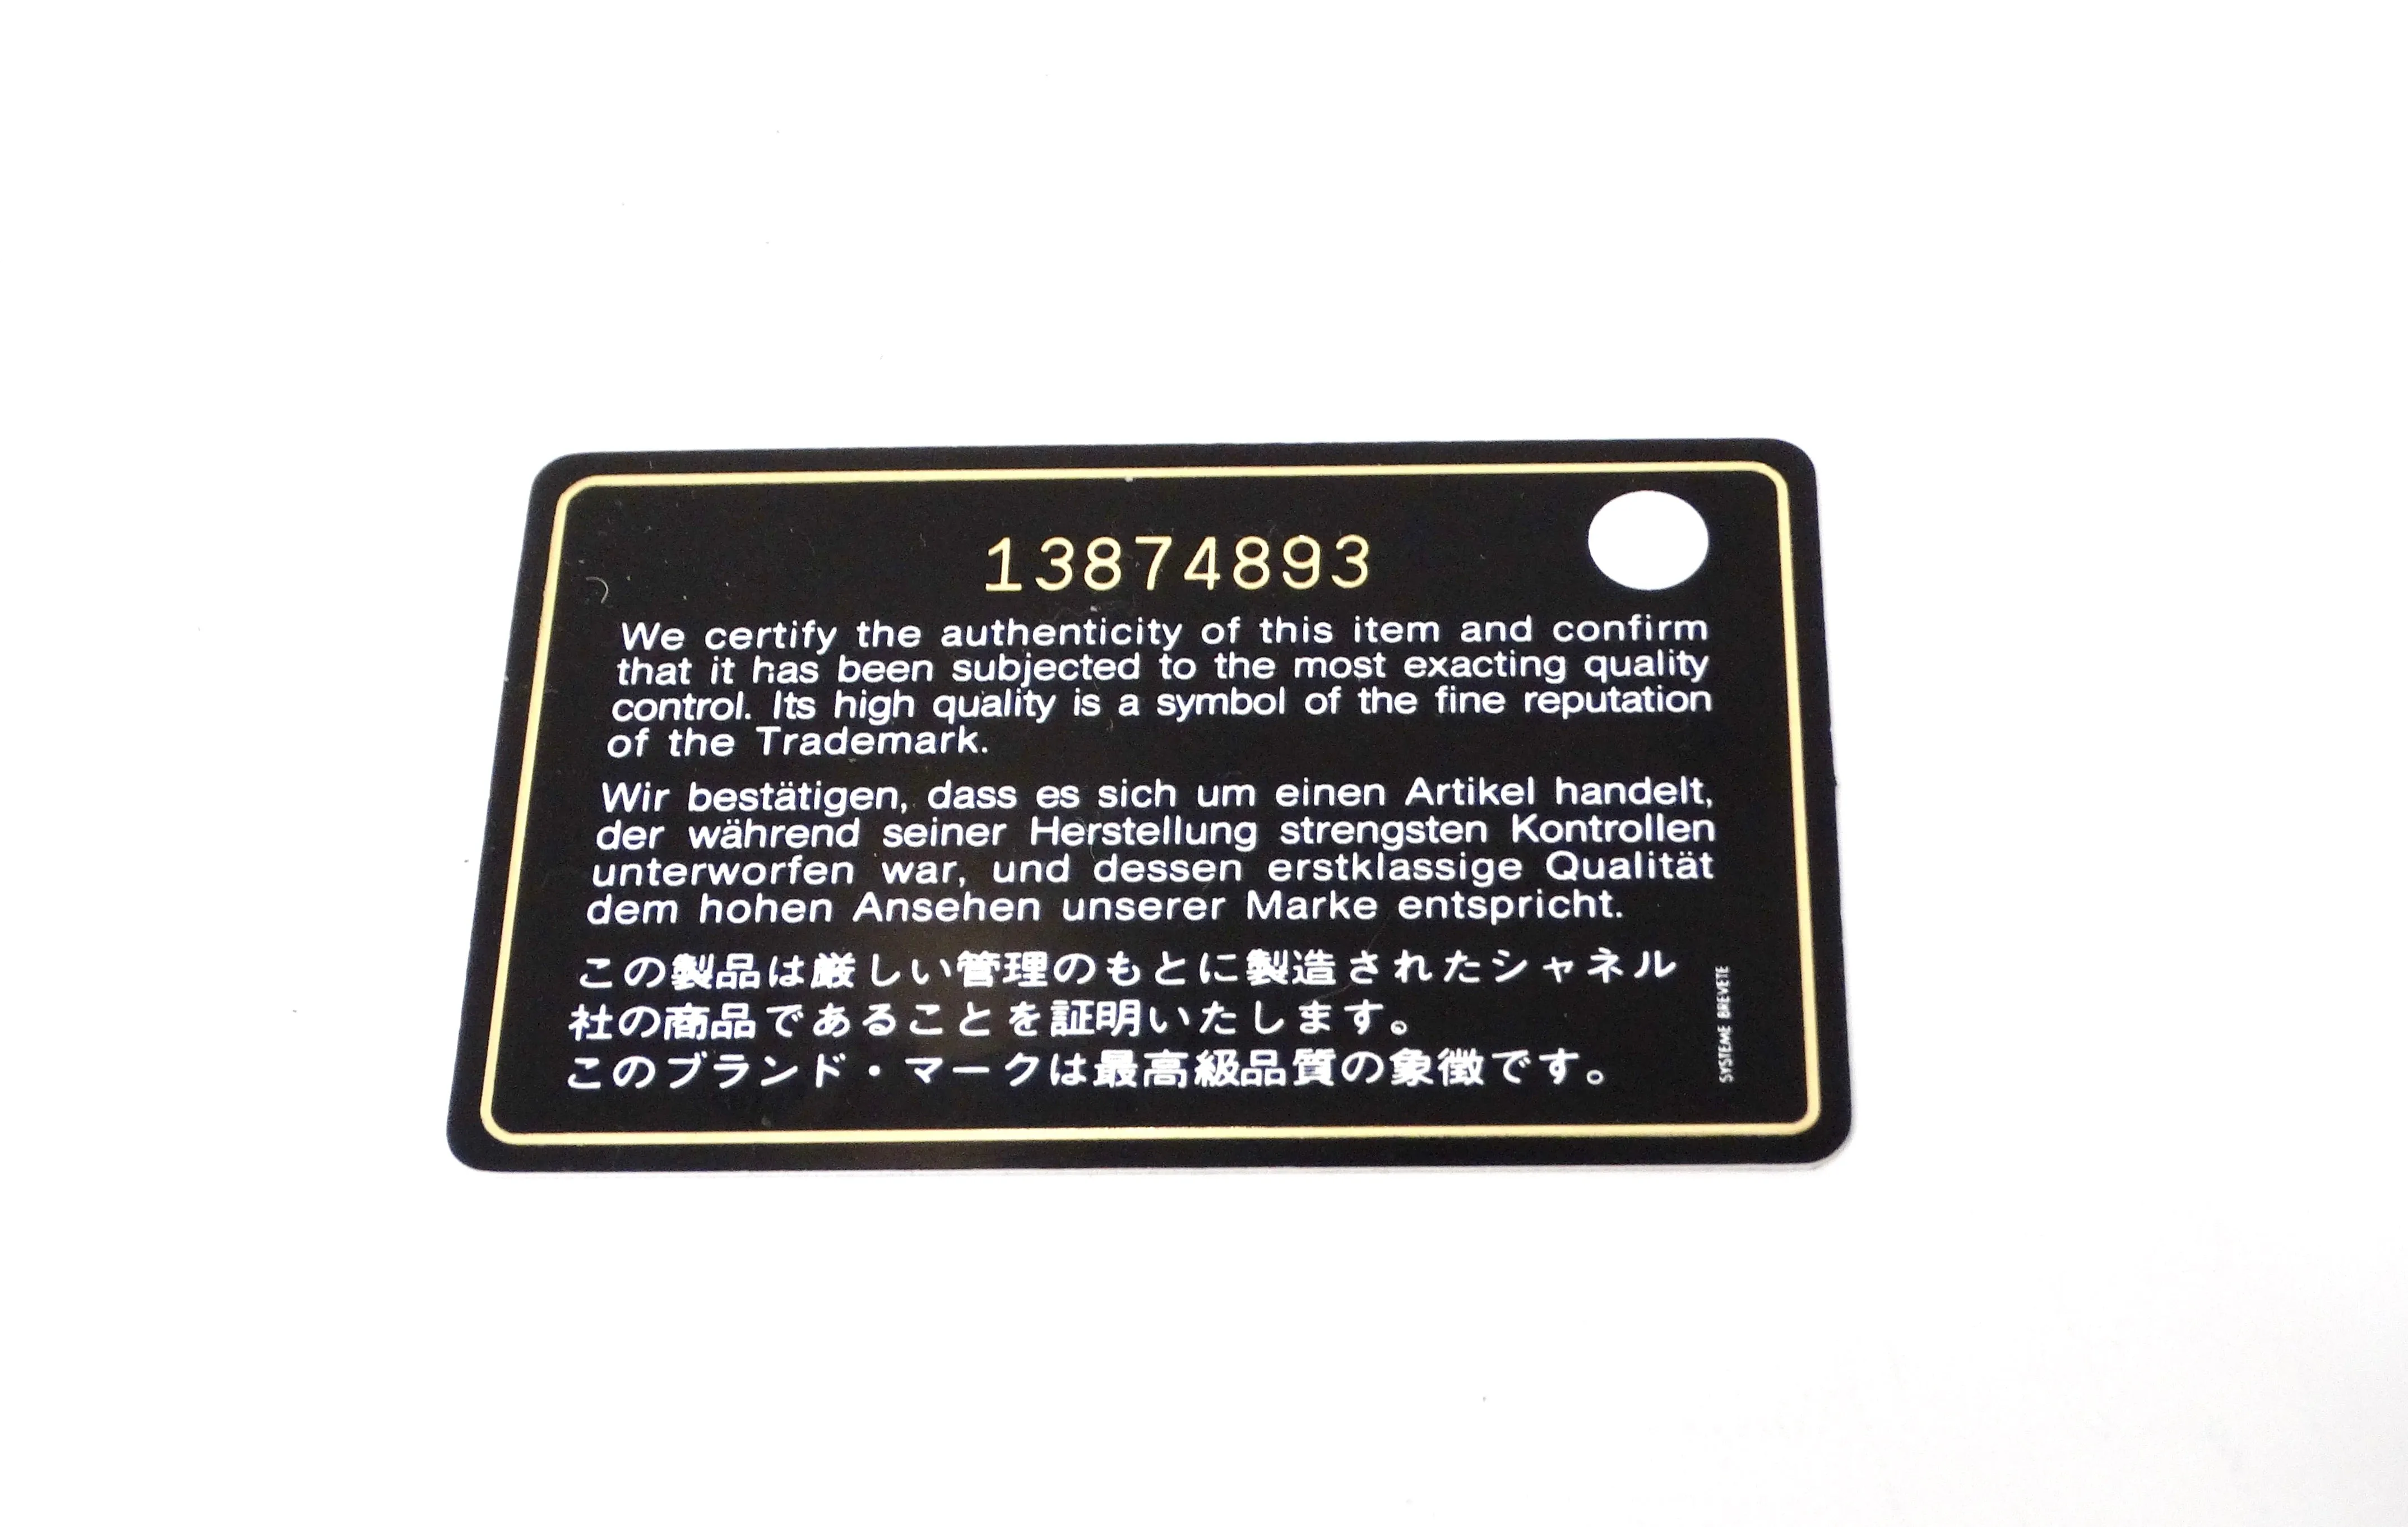 13874893
We certify the authenticity of this item and confirm
that it has been subjected to the most exacting quality
control. Its high quality is a symbol of the fine reputation
of the Trademark.
Wir bestätigen, dass es sich um einen Artikel handelt,
der während seiner Herstellung strengsten Kontrollen
unterworfen war, und dessen erstklassige Qualität
dem hohen Ansehen unserer Marke entspricht.
この製品は厳しい管理のもとに製造されたシャネル
社の商品であることを証明いたします。
このブランド・マークは最高級品質の象徴です。
SYSTEME BREVETE